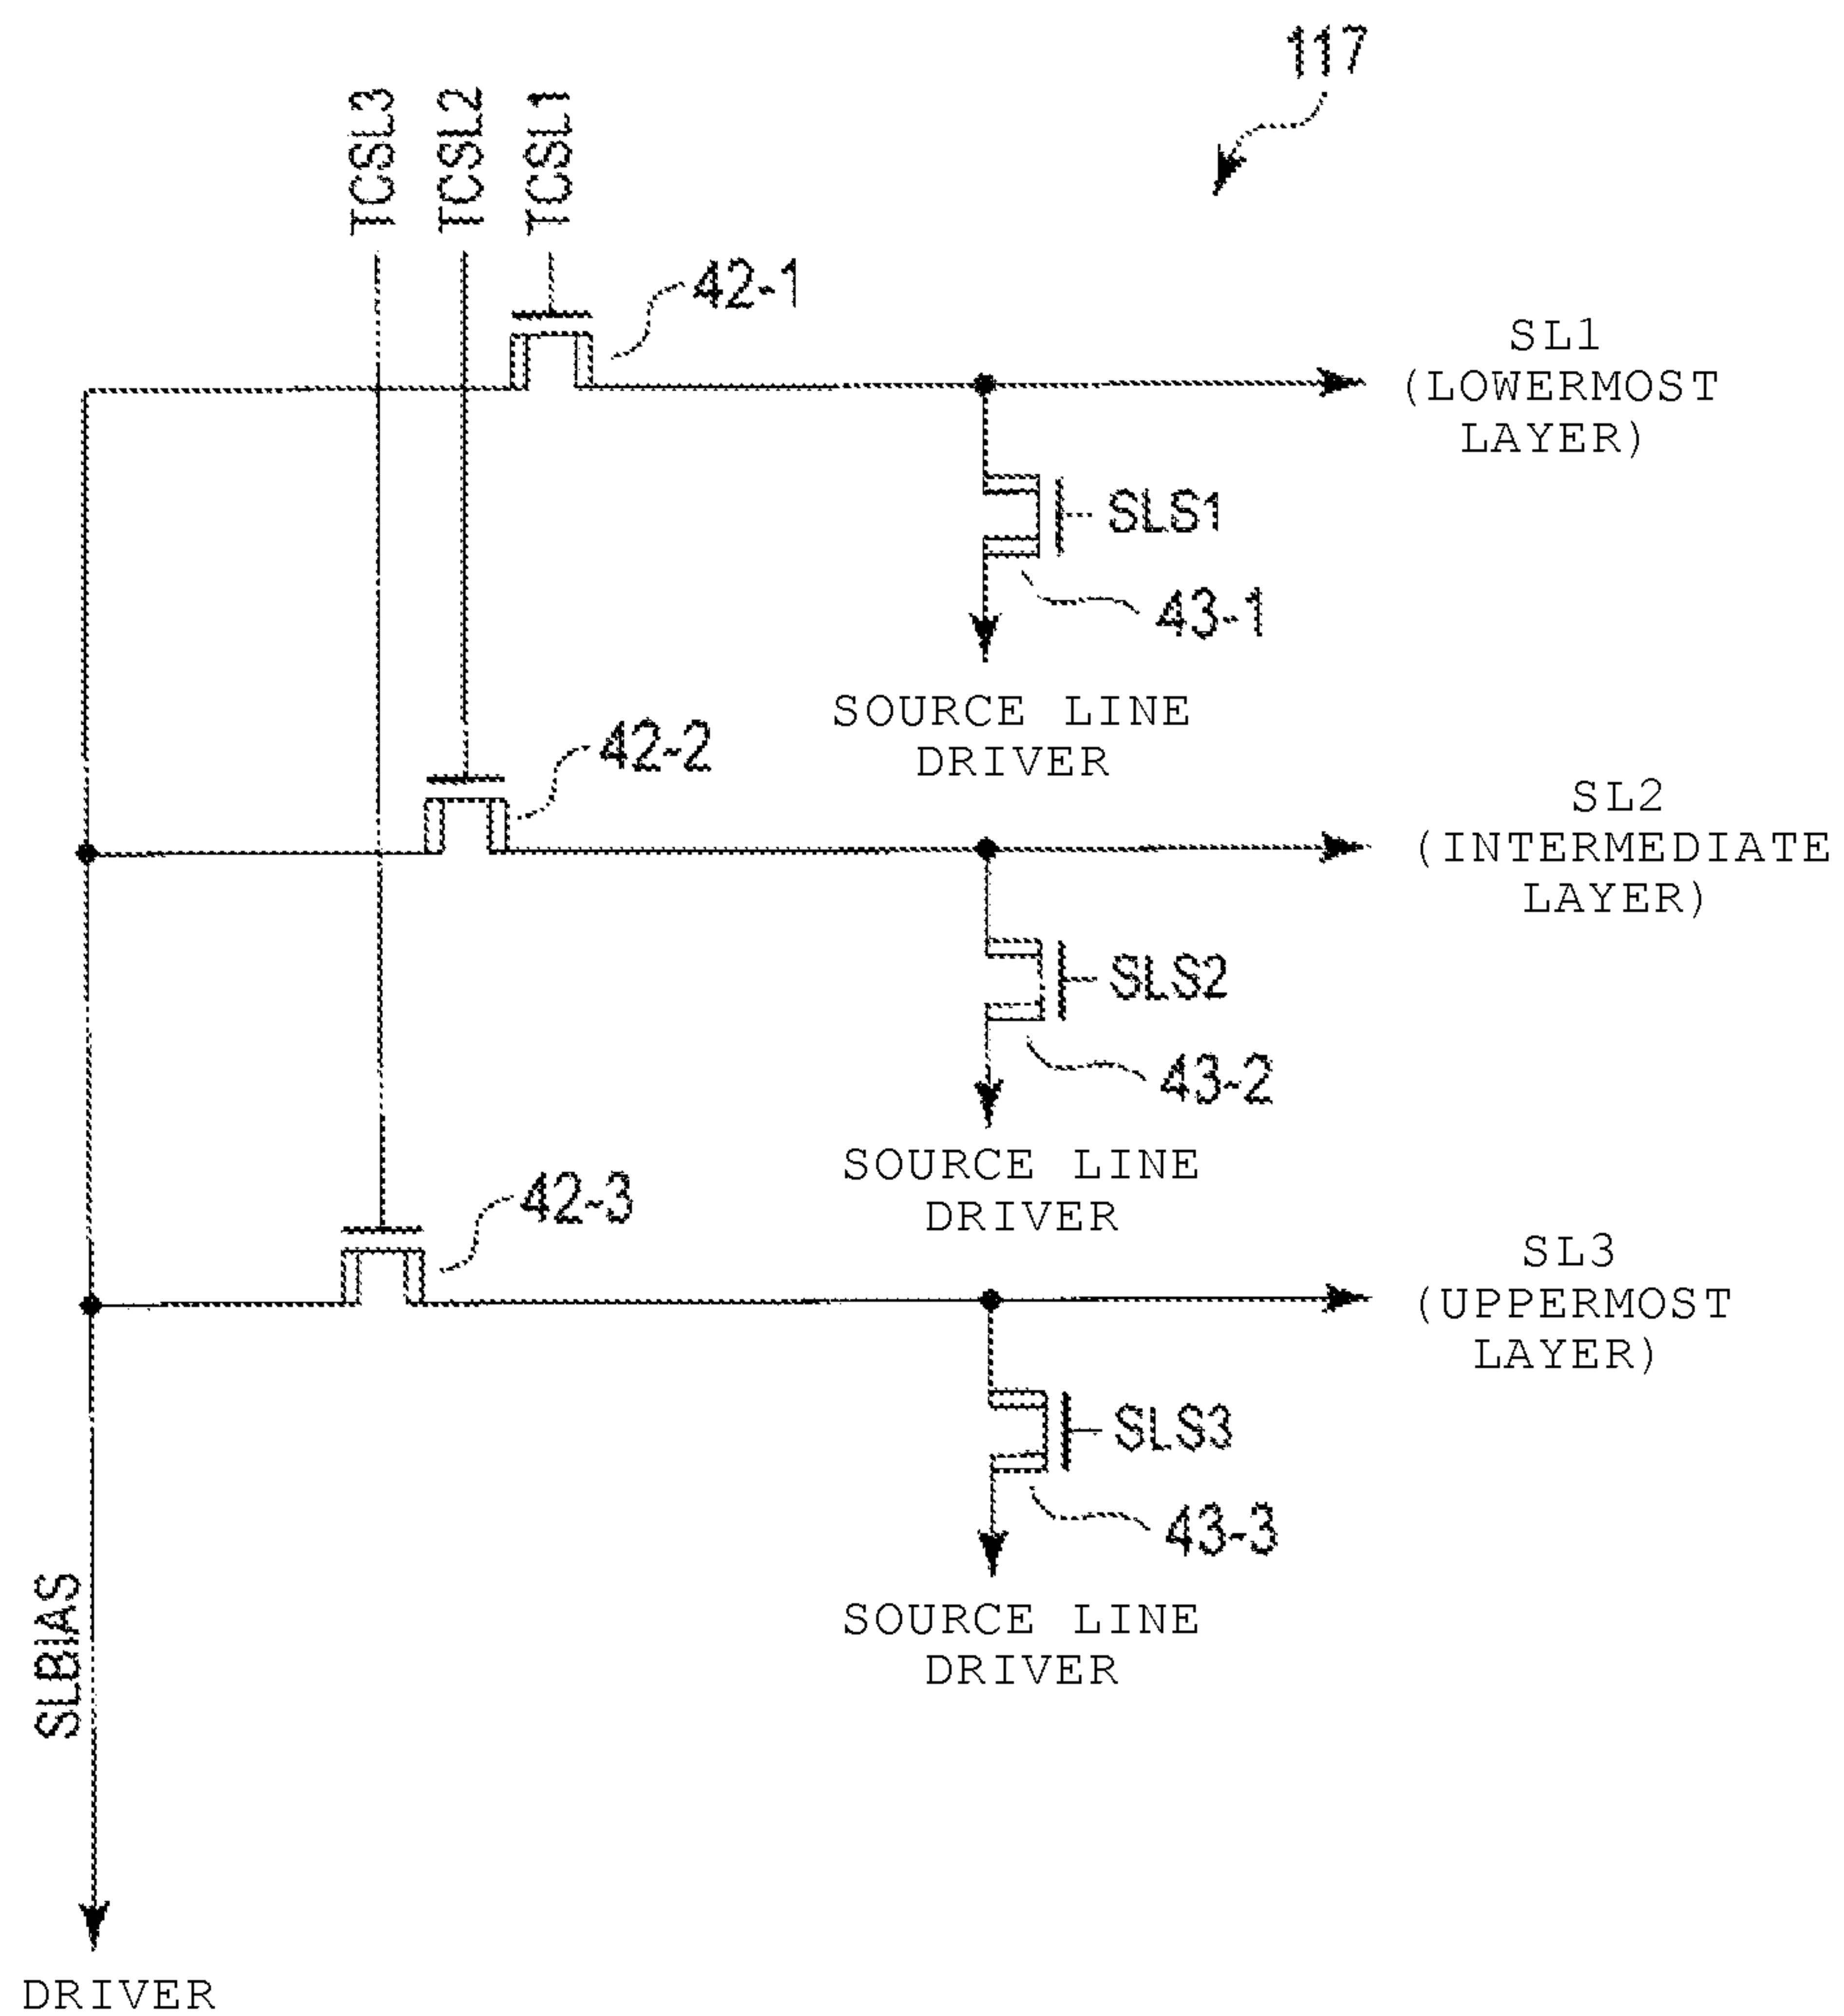 117
TCSL3
TCSL2
TCSL1
42-1
SL1
(LOWERMOST
LAYER)
SLS1
43-1
SOURCE LINE
DRIVER
42-2
SL2
(INTERMEDIATE
LAYER)
SLS2
43-2
SOURCE LINE
DRIVER
42-3
SL3
(UPPERMOST
LAYER)
SLS3
43-3
SOURCE LINE
DRIVER
SLBIAS
DRIVER